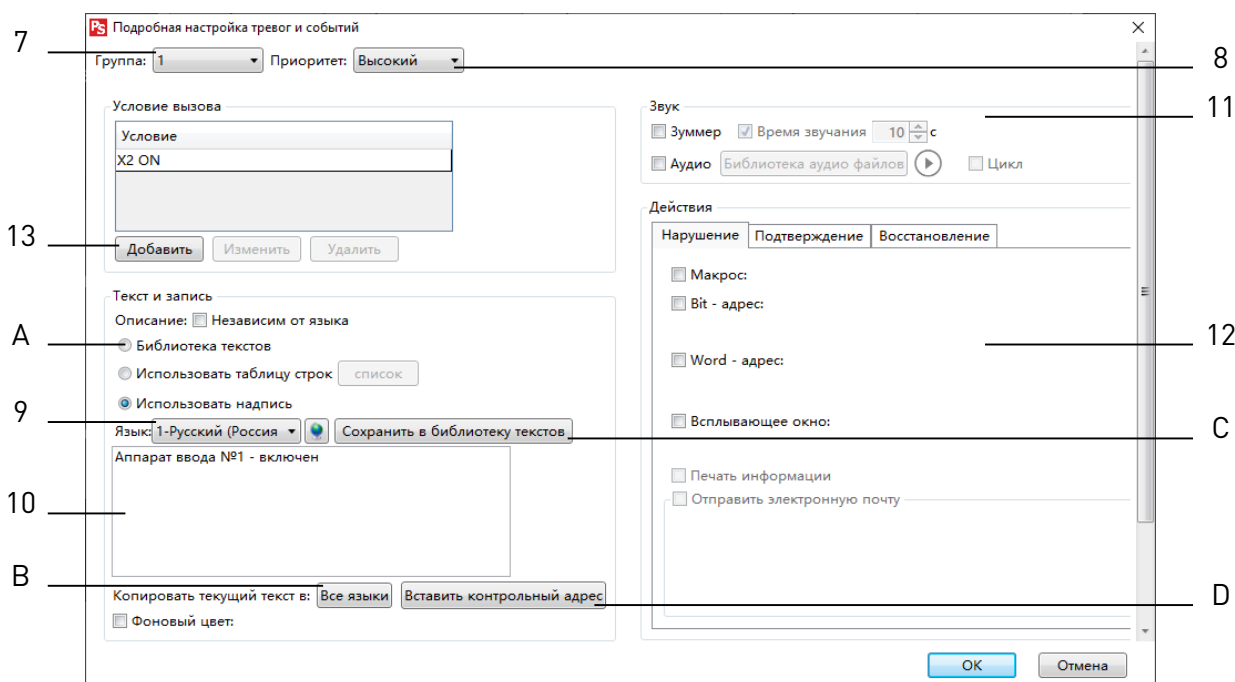 PS Подробная настройка тревог и событий
7
Группа: 1 Приоритет: Высокий
8
Условие вызова
Условие
X2 ON
13
Добавить Изменить Удалить
Текст и запись
Описание: Независим от языка
A
Библиотека текстов
Использовать таблицу строк список
Использовать надпись
9
Язык: 1-Русский (Россия Сохранить в библиотеку текстов
C
Аппарат ввода №1 - включен
10
B
Копировать текущий текст в: Все языки Вставить контрольный адрес
D
Фоновый цвет:
Звук
11
Зуммер Время звучания 10 с
Аудио Библиотека аудио файлов Цикл
Действия
Нарушение Подтверждение Восстановление
Макрос:
Bit - адрес:
12
Word - адрес:
Всплывающее окно:
Печать информации
Отправить электронную почту
OK Отмена